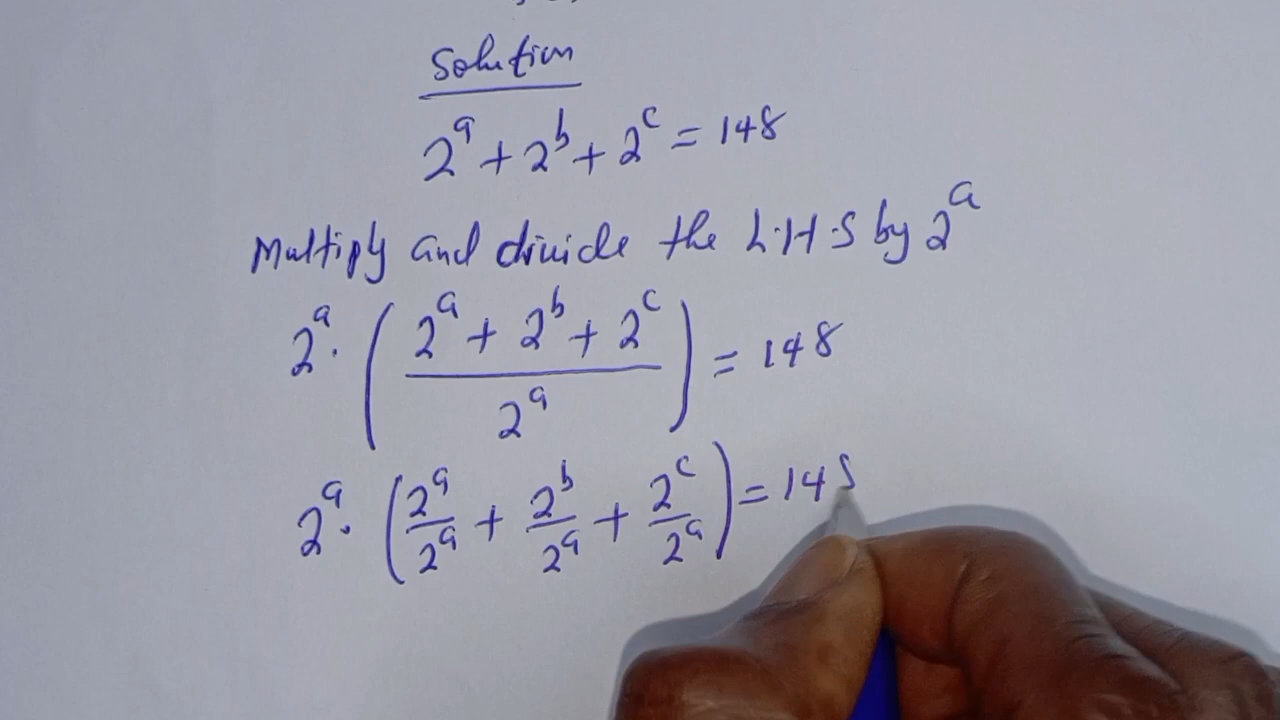 Solution
2^a + 2^b + 2^c = 148
Multiply and divide the L.H.S by 2^a
2^a · ( (2^a + 2^b + 2^c) / 2^a ) = 148
2^a · ( 2^a/2^a + 2^b/2^a + 2^c/2^a ) = 14